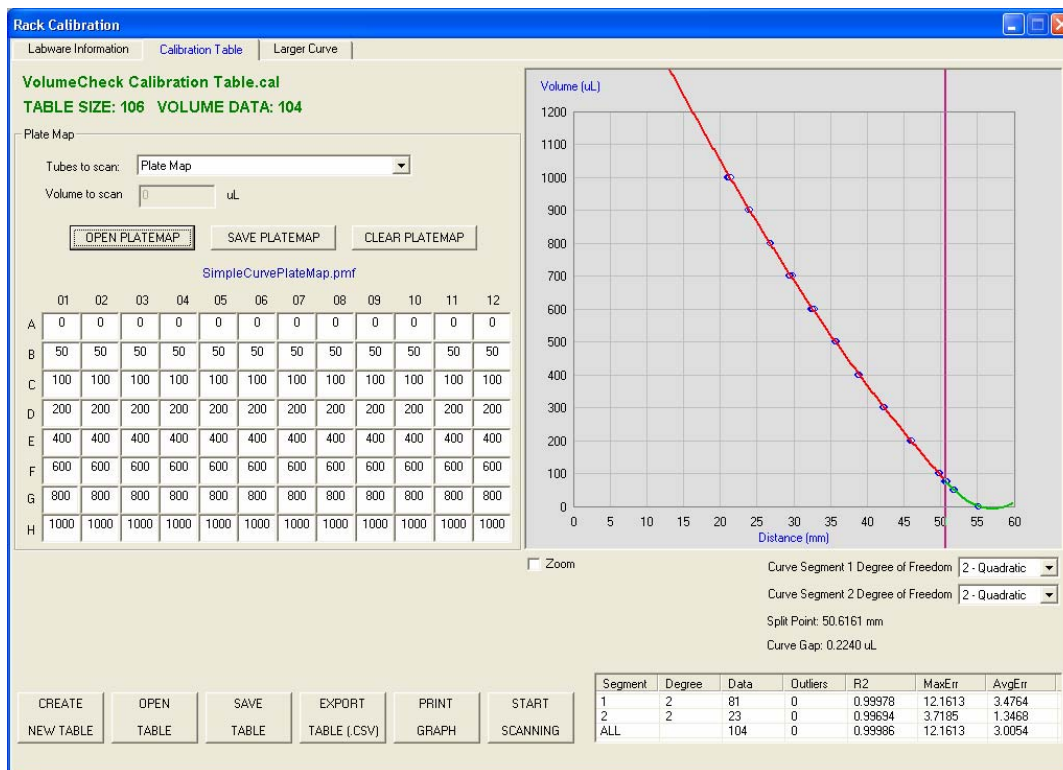 Rack Calibration
Labware Information Calibration Table Larger Curve
VolumeCheck Calibration Table.cal
TABLE SIZE: 106 VOLUME DATA: 104
Plate Map
Tubes to scan: Plate Map
Volume to scan 0 uL
OPEN PLATEMAP SAVE PLATEMAP CLEAR PLATEMAP
SimpleCurvePlateMap.pmf
01 02 03 04 05 06 07 08 09 10 11 12
A 0 0 0 0 0 0 0 0 0 0 0 0
B 50 50 50 50 50 50 50 50 50 50 50 50
C 100 100 100 100 100 100 100 100 100 100 100 100
D 200 200 200 200 200 200 200 200 200 200 200 200
E 400 400 400 400 400 400 400 400 400 400 400 400
F 600 600 600 600 600 600 600 600 600 600 600 600
G 800 800 800 800 800 800 800 800 800 800 800 800
H 1000 1000 1000 1000 1000 1000 1000 1000 1000 1000 1000 1000
Volume (uL)
1200
1100
1000
900
800
700
600
500
400
300
200
100
0
0 5 10 15 20 25 30 35 40 45 50 55 60
Distance (mm)
Zoom
Curve Segment 1 Degree of Freedom 2 - Quadratic
Curve Segment 2 Degree of Freedom 2 - Quadratic
Split Point: 50.6161 mm
Curve Gap: 0.2240 uL
CREATE NEW TABLE
OPEN TABLE
SAVE TABLE
EXPORT TABLE (.CSV)
PRINT GRAPH
START SCANNING
Segment Degree Data Outliers R2 MaxErr AvgErr
1 2 81 0 0.99978 12.1613 3.4764
2 2 23 0 0.99694 3.7185 1.3468
ALL 104 0 0.99986 12.1613 3.0054